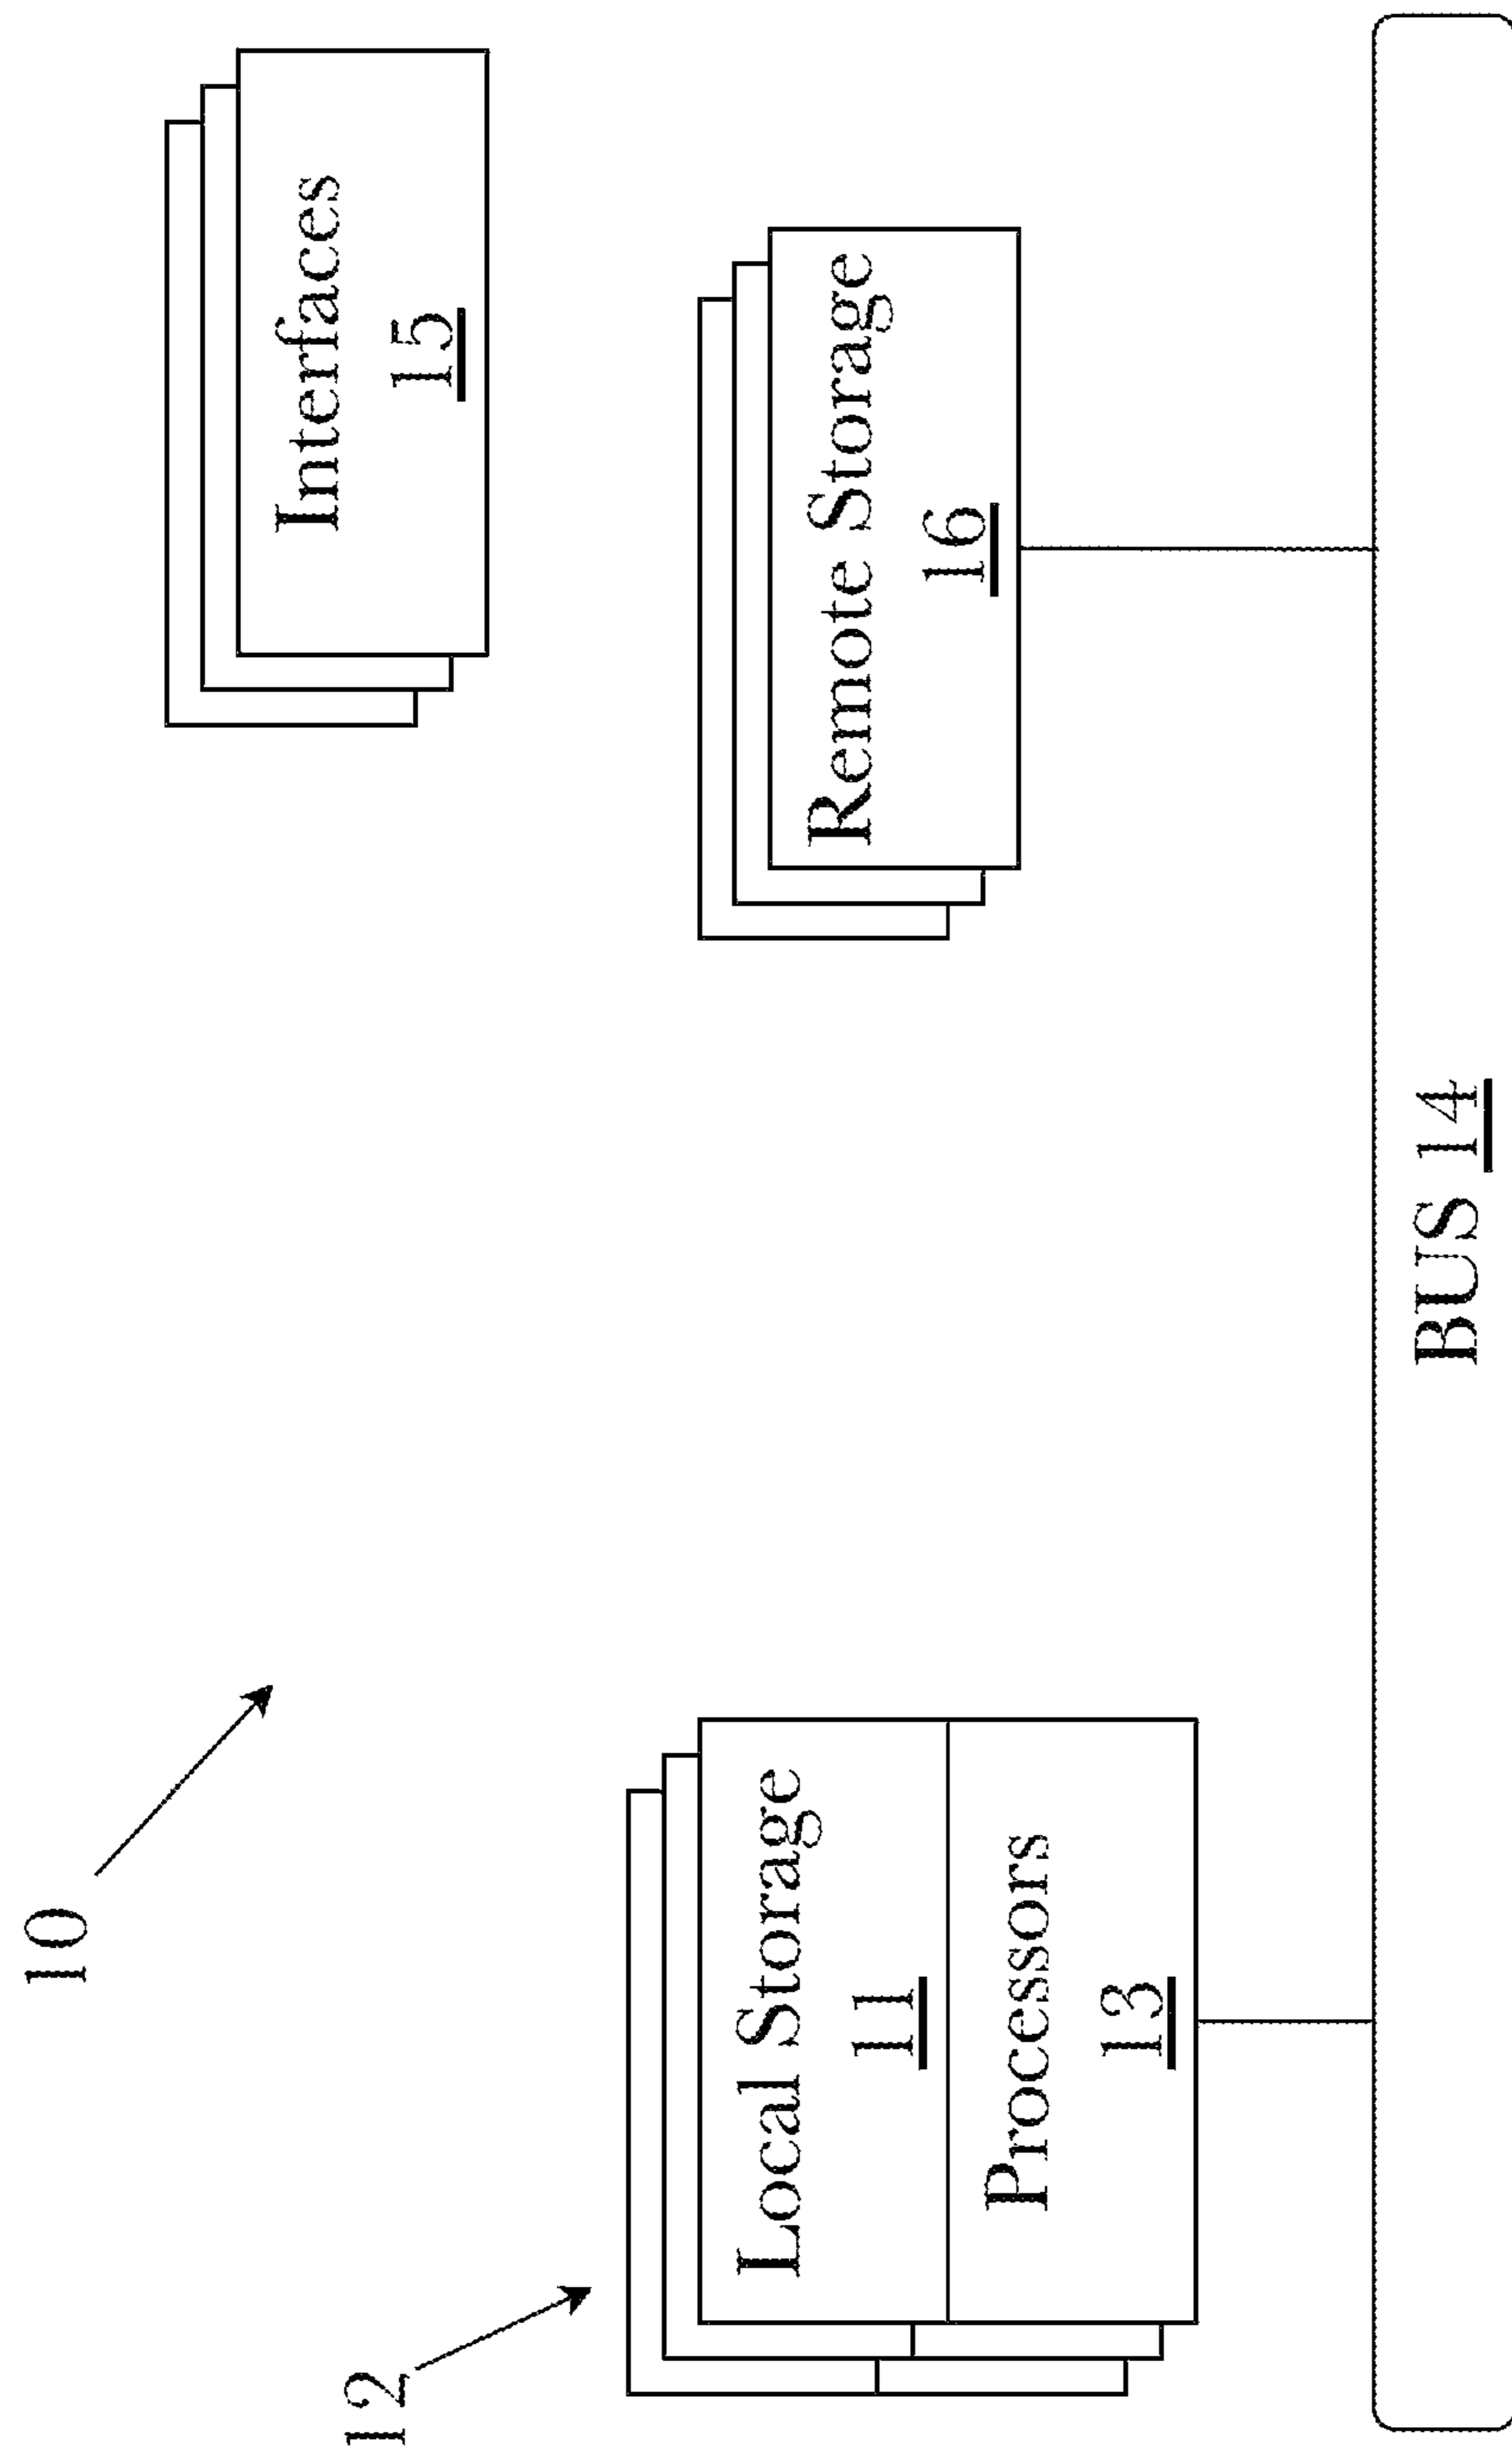 10
12
Interfaces
15
Local Storage
11
Processors
13
Remote Storage
16
BUS 14